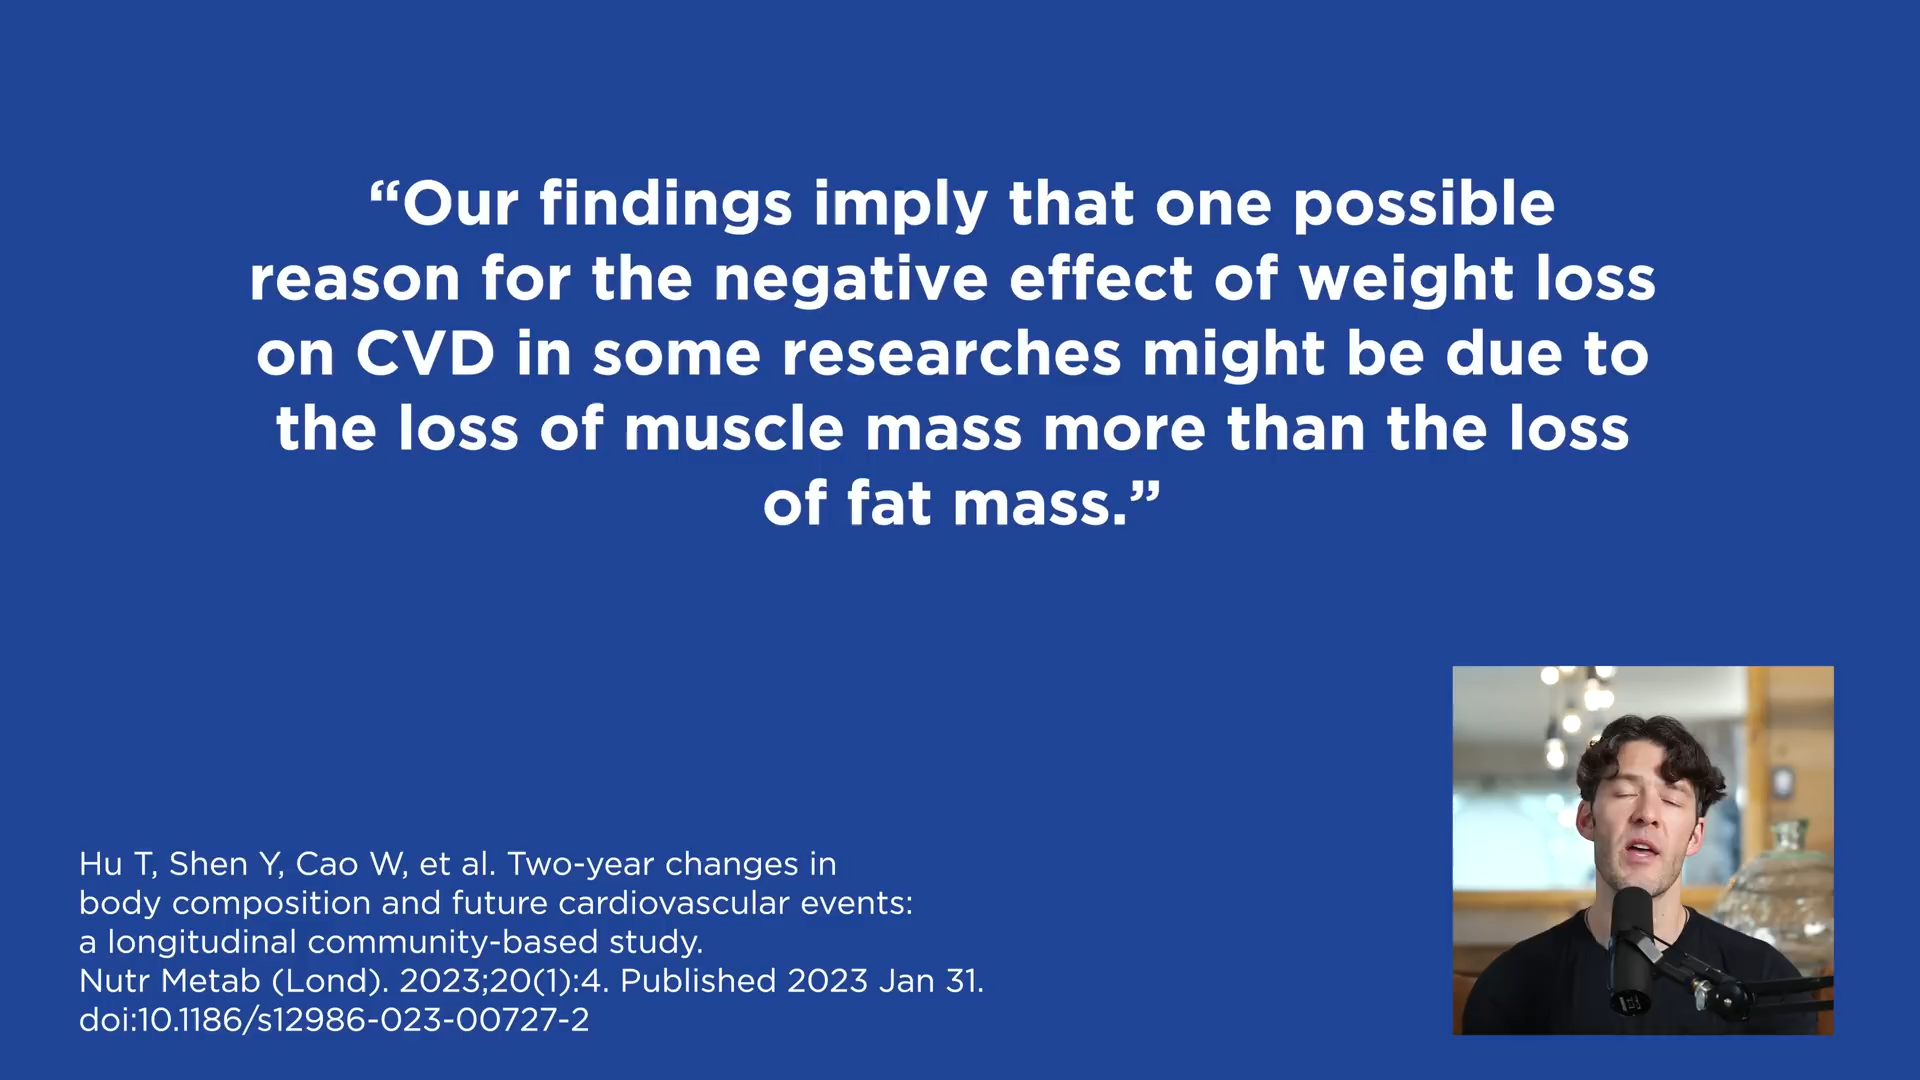 “Our findings imply that one possible
reason for the negative effect of weight loss
on CVD in some researches might be due to
the loss of muscle mass more than the loss
of fat mass.”
Hu T, Shen Y, Cao W, et al. Two-year changes in
body composition and future cardiovascular events:
a longitudinal community-based study.
Nutr Metab (Lond). 2023;20(1):4. Published 2023 Jan 31.
doi:10.1186/s12986-023-00727-2